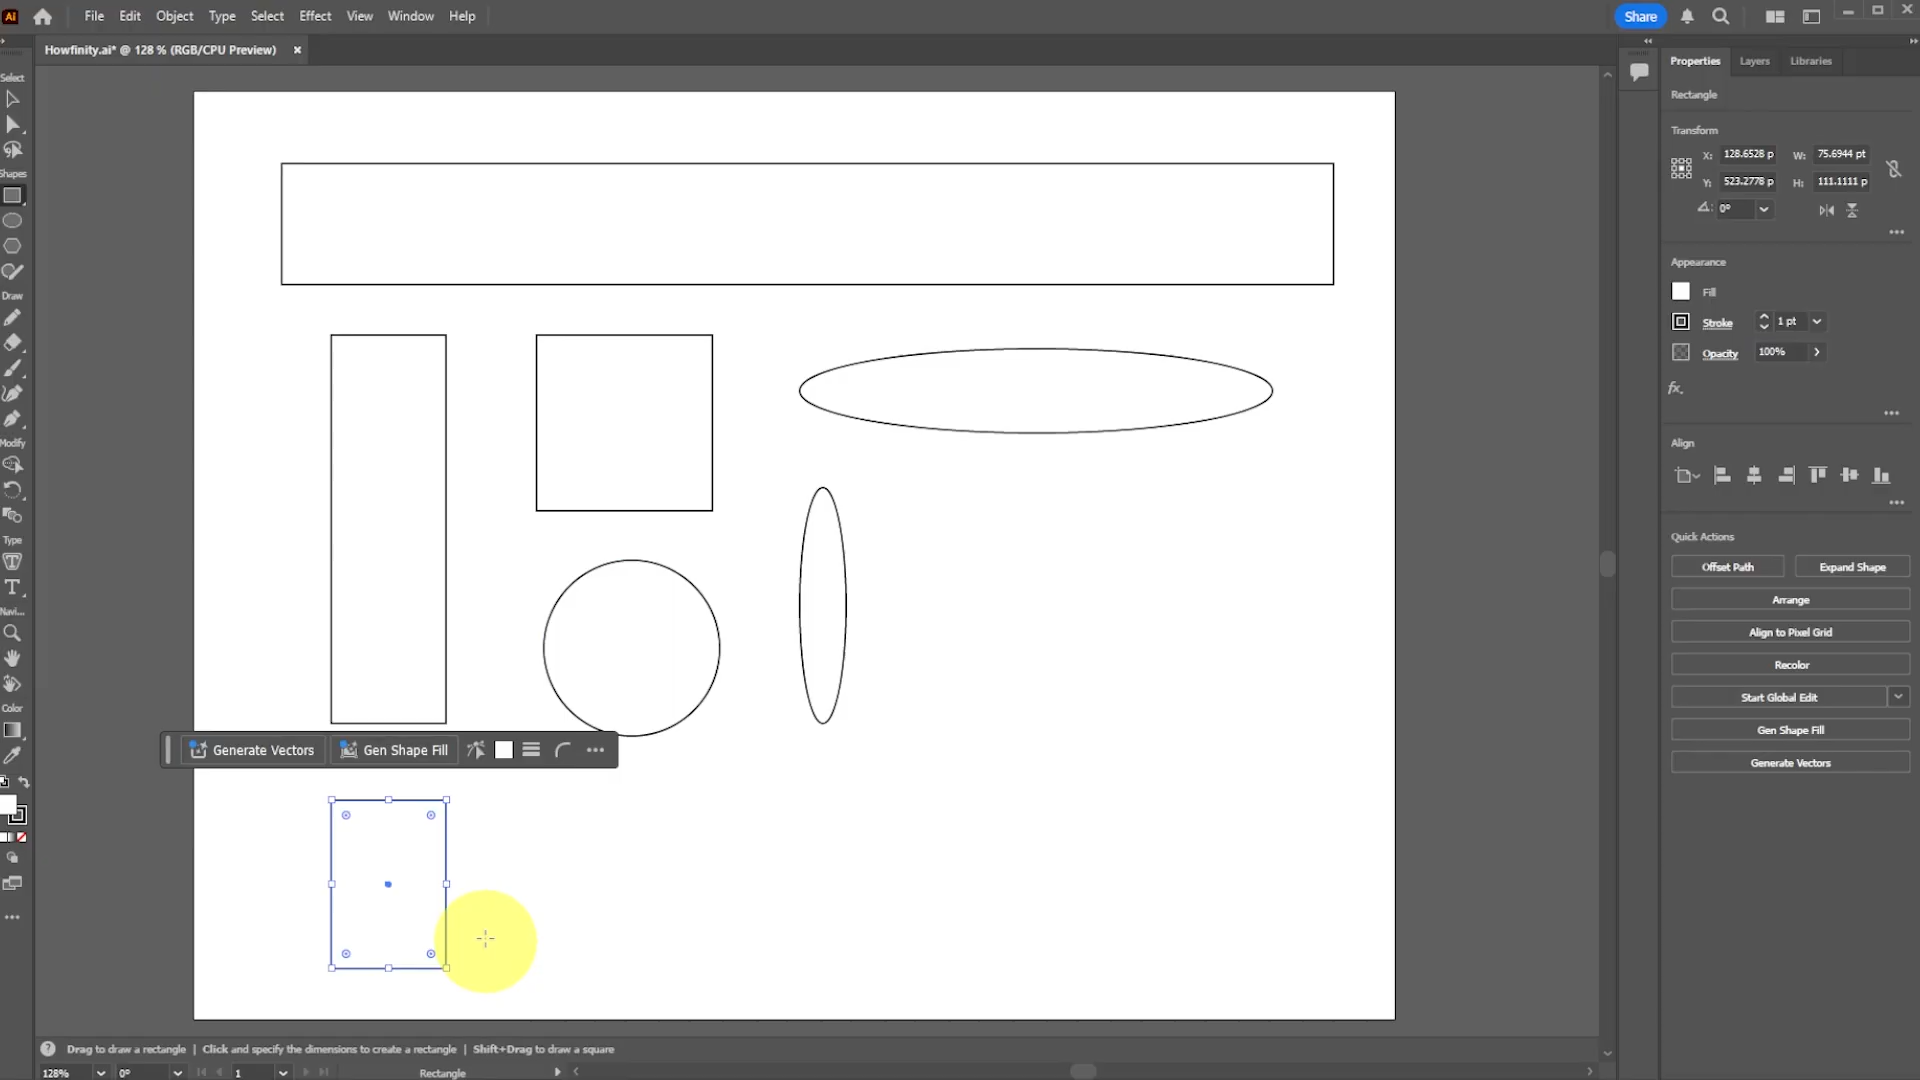 Ai File Edit Object Type Select Effect View Window Help Share
Howfinity.ai* @ 128 % (RGB/CPU Preview) ×
Select
Shapes
Draw
Modify
Type
Navi...
Color
Properties Layers Libraries
Rectangle
Transform
X: 128.6528 p W: 75.6944 pt
Y: 523.2778 p H: 111.1111 p
0°
Appearance
Fill
Stroke 1 pt
Opacity 100%
fx.
Align
Quick Actions
Offset Path Expand Shape
Arrange
Align to Pixel Grid
Recolor
Start Global Edit
Gen Shape Fill
Generate Vectors
Generate Vectors Gen Shape Fill
Drag to draw a rectangle | Click and specify the dimensions to create a rectangle | Shift+Drag to draw a square
128% 0° 1 Rectangle